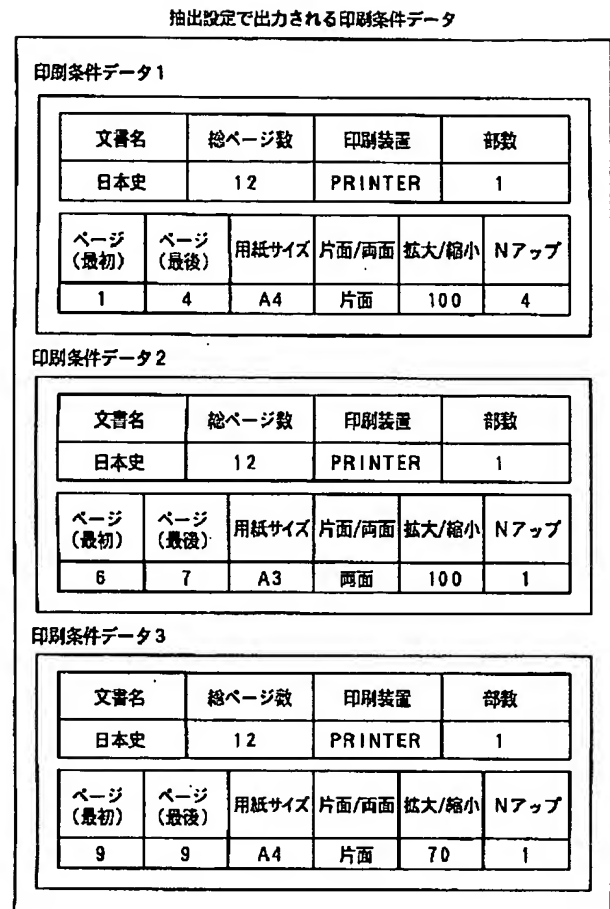 抽出設定で出力される印刷条件データ
印刷条件データ1
文書名 総ページ数 印刷装置 部数
日本史 12 PRINTER 1
ページ ページ 用紙サイズ 片面/両面 拡大/縮小 Nアップ
(最初) (最後)
1 4 A4 片面 100 4
印刷条件データ2
文書名 総ページ数 印刷装置 部数
日本史 12 PRINTER 1
ページ ページ 用紙サイズ 片面/両面 拡大/縮小 Nアップ
(最初) (最後)
6 7 A3 両面 100 1
印刷条件データ3
文書名 総ページ数 印刷装置 部数
日本史 12 PRINTER 1
ページ ページ 用紙サイズ 片面/両面 拡大/縮小 Nアップ
(最初) (最後)
9 9 A4 片面 70 1